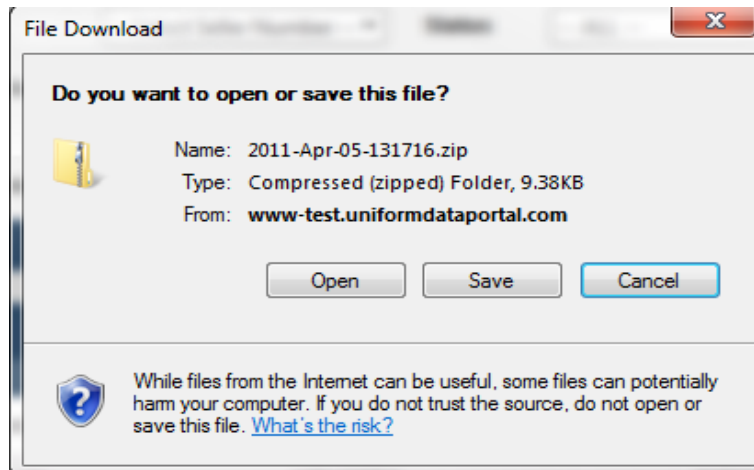 File Download
Do you want to open or save this file?
Name: 2011-Apr-05-131716.zip
Type: Compressed (zipped) Folder, 9.38KB
From: www-test.uniformdataportal.com
Open Save Cancel
While files from the Internet can be useful, some files can potentially
harm your computer. If you do not trust the source, do not open or
save this file. What's the risk?